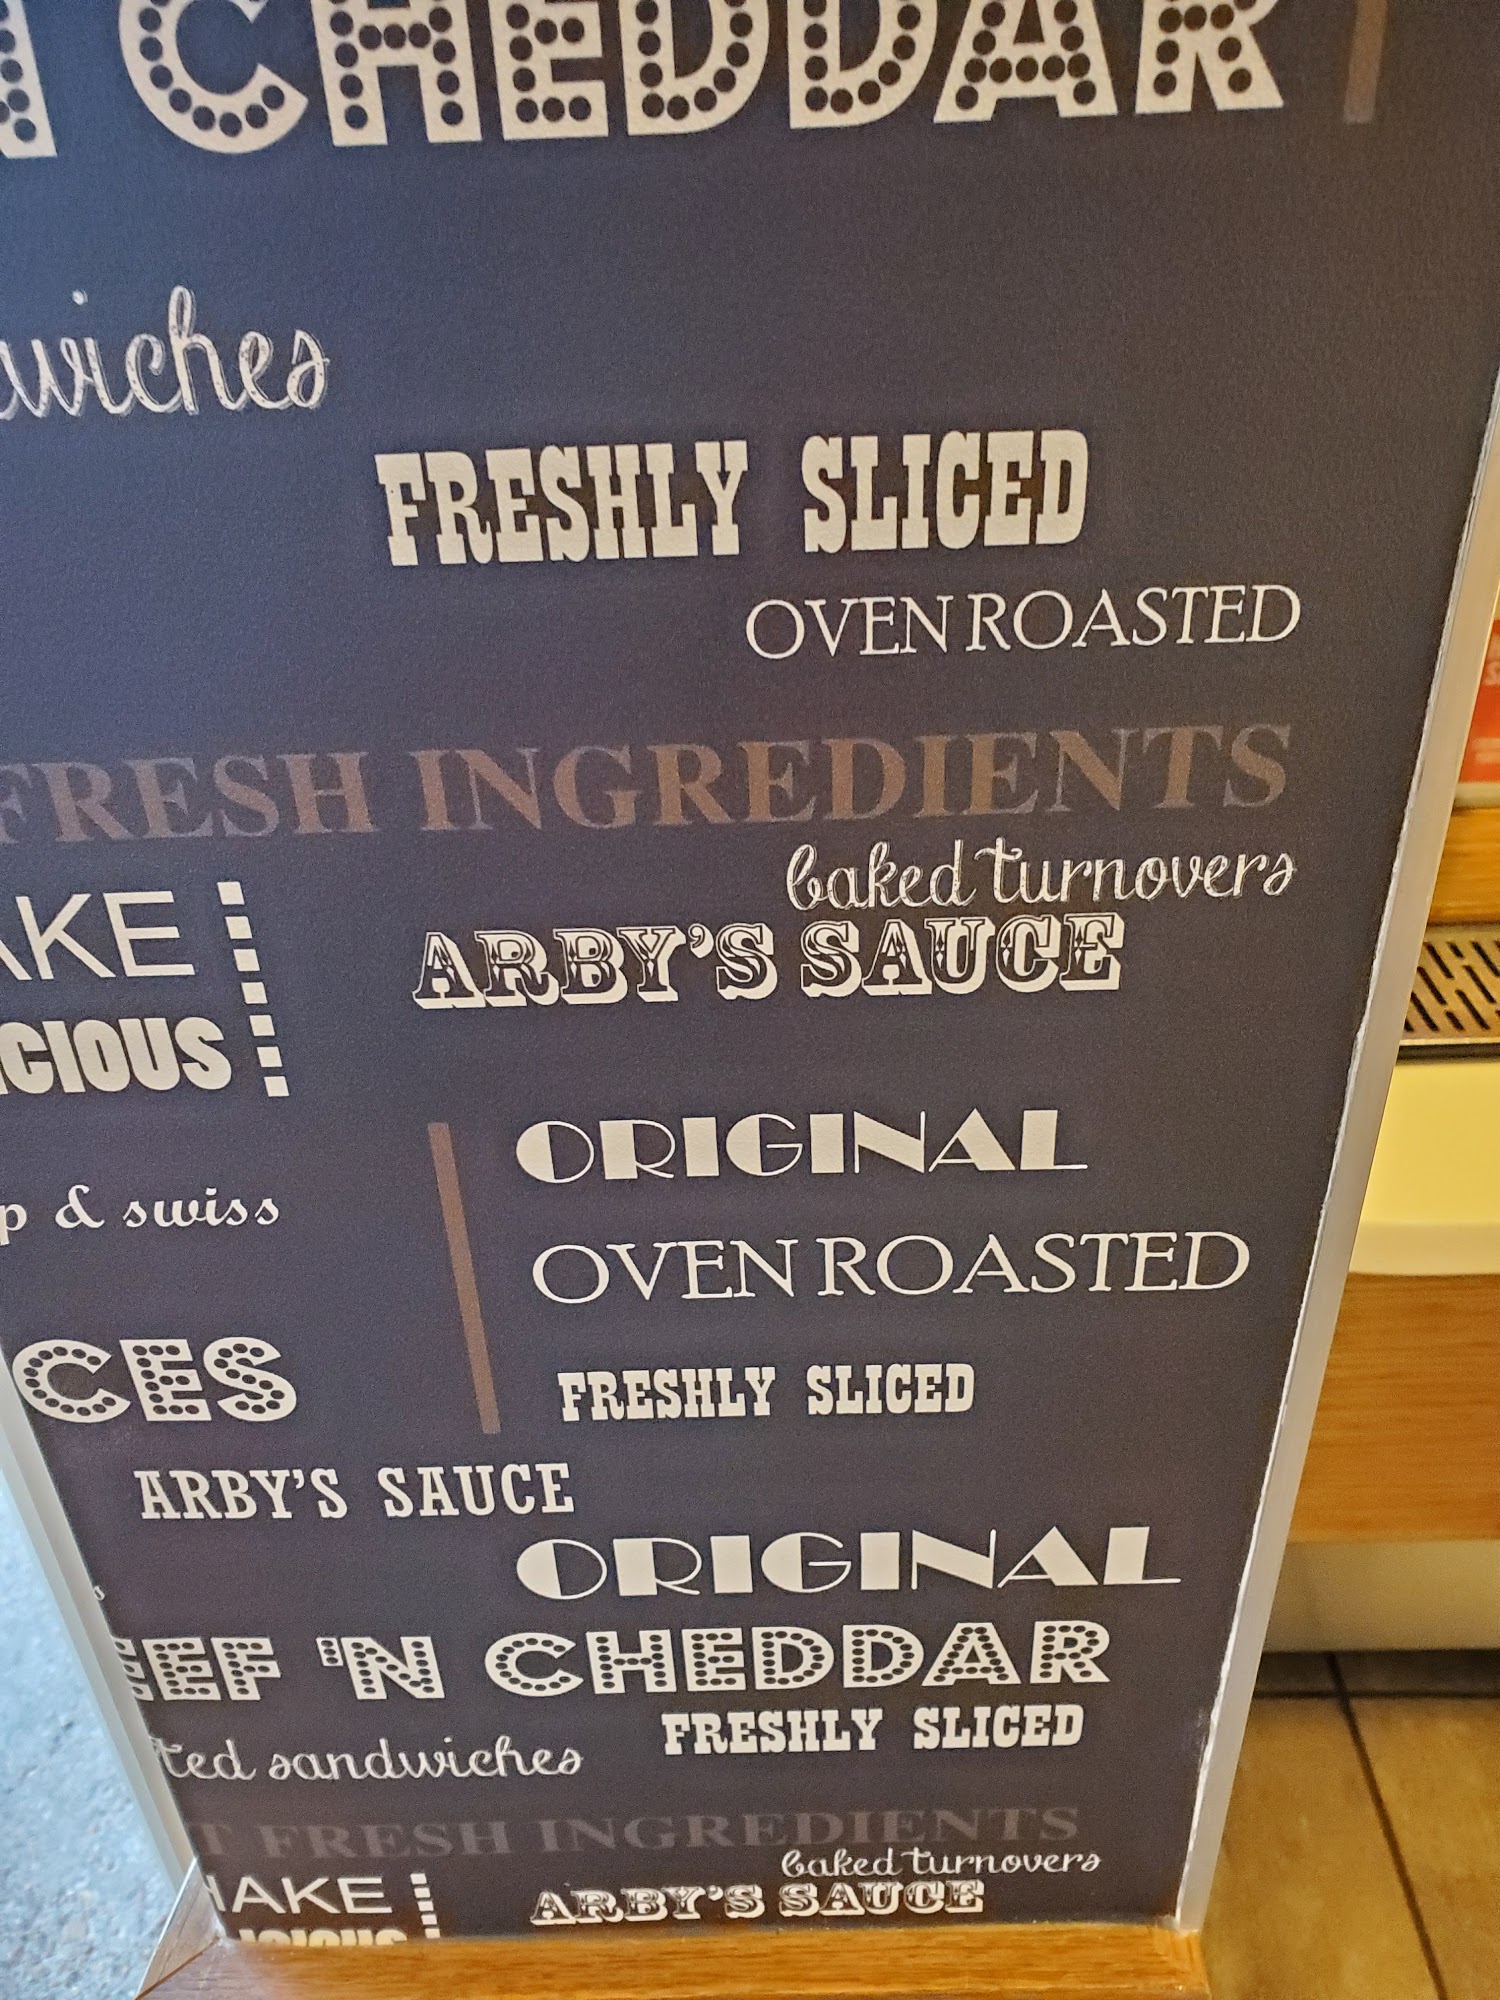 CHEDDAR
wiches
FRESHLY SLICED
OVEN ROASTED
FRESH INGREDIENTS
baked turnovers
AKE
ARBY'S SAUCE
CIOUS
ORIGINAL
p & swiss
OVEN ROASTED
CES
FRESHLY SLICED
ARBY'S SAUCE
ORIGINAL
EEF 'N CHEDDAR
FRESHLY SLICED
ted sandwiches
T FRESH INGREDIENTS
baked turnovers
HAKE
ARBY'S SAUCE